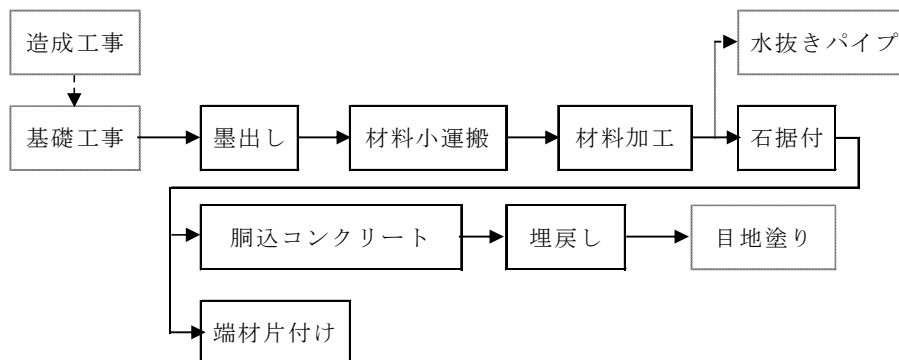 造成工事
水抜きパイプ
基礎工事
墨出し
材料小運搬
材料加工
石据付
胴込コンクリート
埋戻し
目地塗り
端材片付け